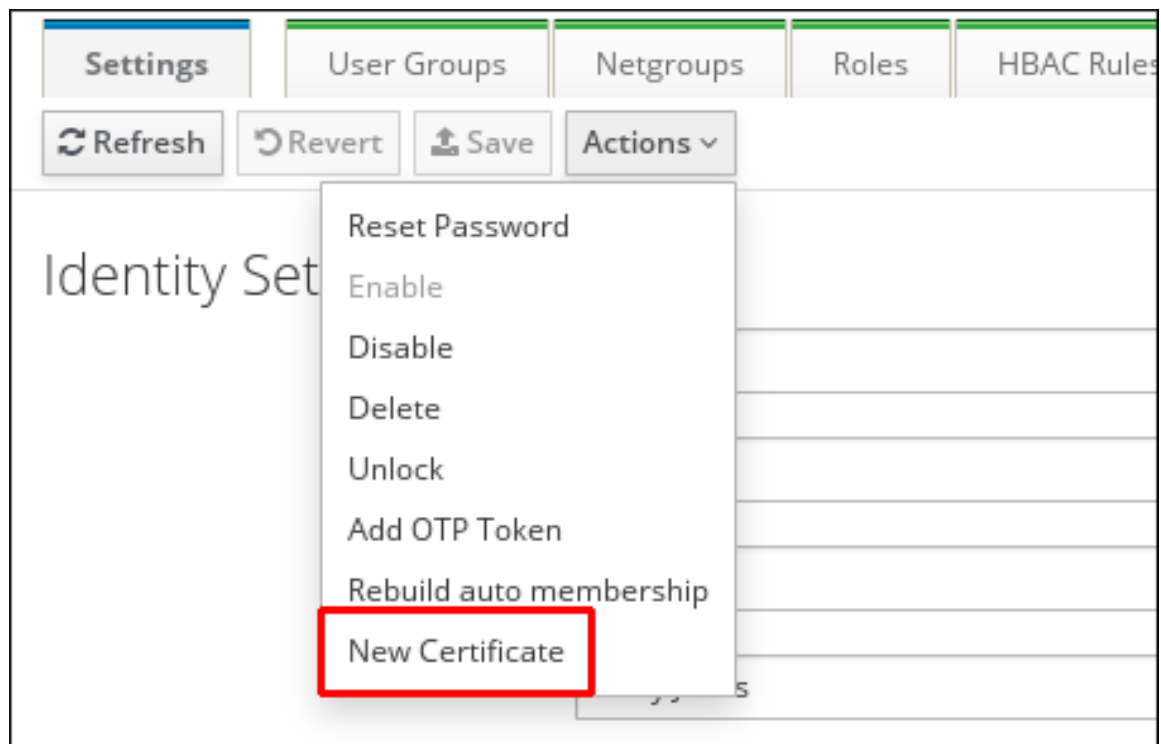 Settings User Groups Netgroups Roles HBAC Rules
Refresh Revert Save Actions
Identity Set
Reset Password
Enable
Disable
Delete
Unlock
Add OTP Token
Rebuild auto membership
New Certificate